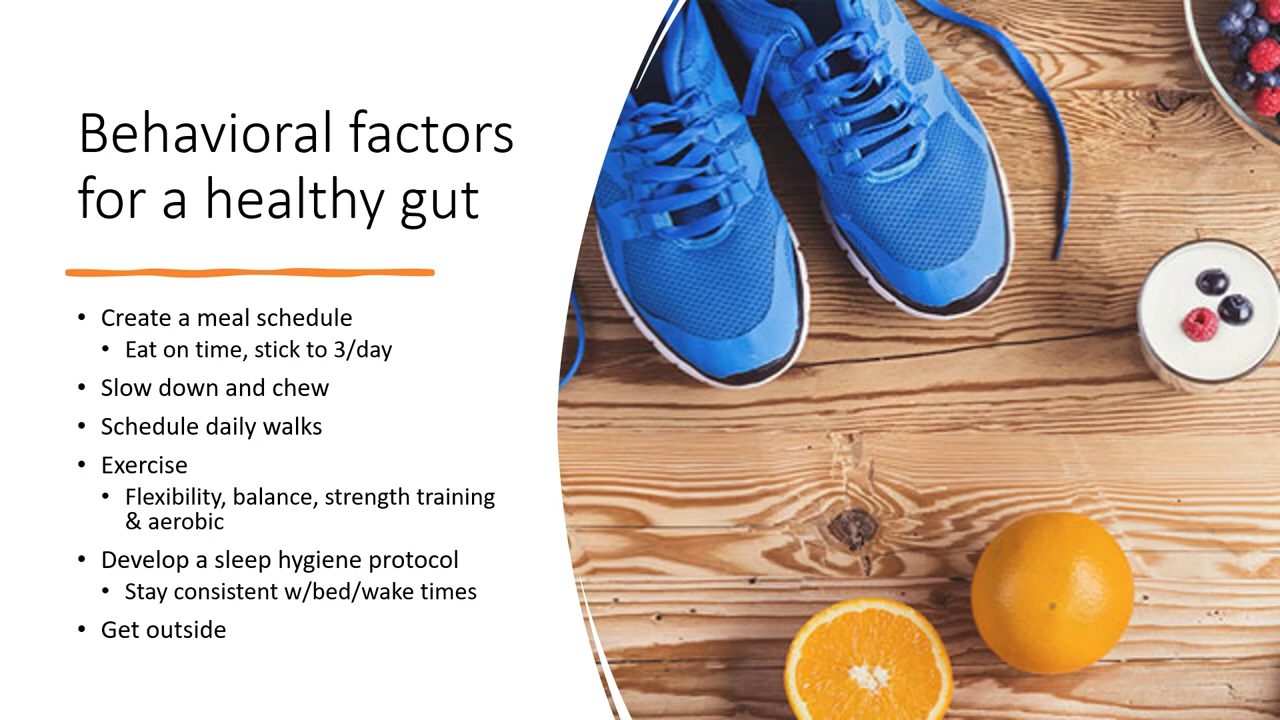 Behavioral factors
for a healthy gut
• Create a meal schedule
• Eat on time, stick to 3/day
• Slow down and chew
• Schedule daily walks
• Exercise
• Flexibility, balance, strength training
& aerobic
• Develop a sleep hygiene protocol
• Stay consistent w/bed/wake times
• Get outside